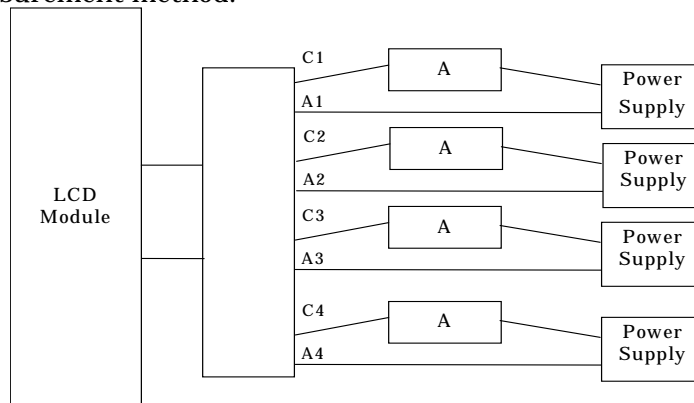 surement method.
C1
A
Power
Supply
A1
C2
A
Power
Supply
A2
LCD
Module
C3
A
Power
Supply
A3
C4
A
Power
Supply
A4